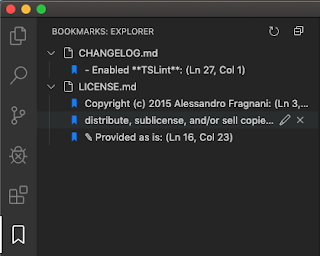 BOOKMARKS: EXPLORER
CHANGELOG.md
- Enabled **TSLint**: (Ln 27, Col 1)
LICENSE.md
Copyright (c) 2015 Alessandro Fragnani: (Ln 3,...
distribute, sublicense, and/or sell copie...
✎ Provided as is: (Ln 16, Col 23)